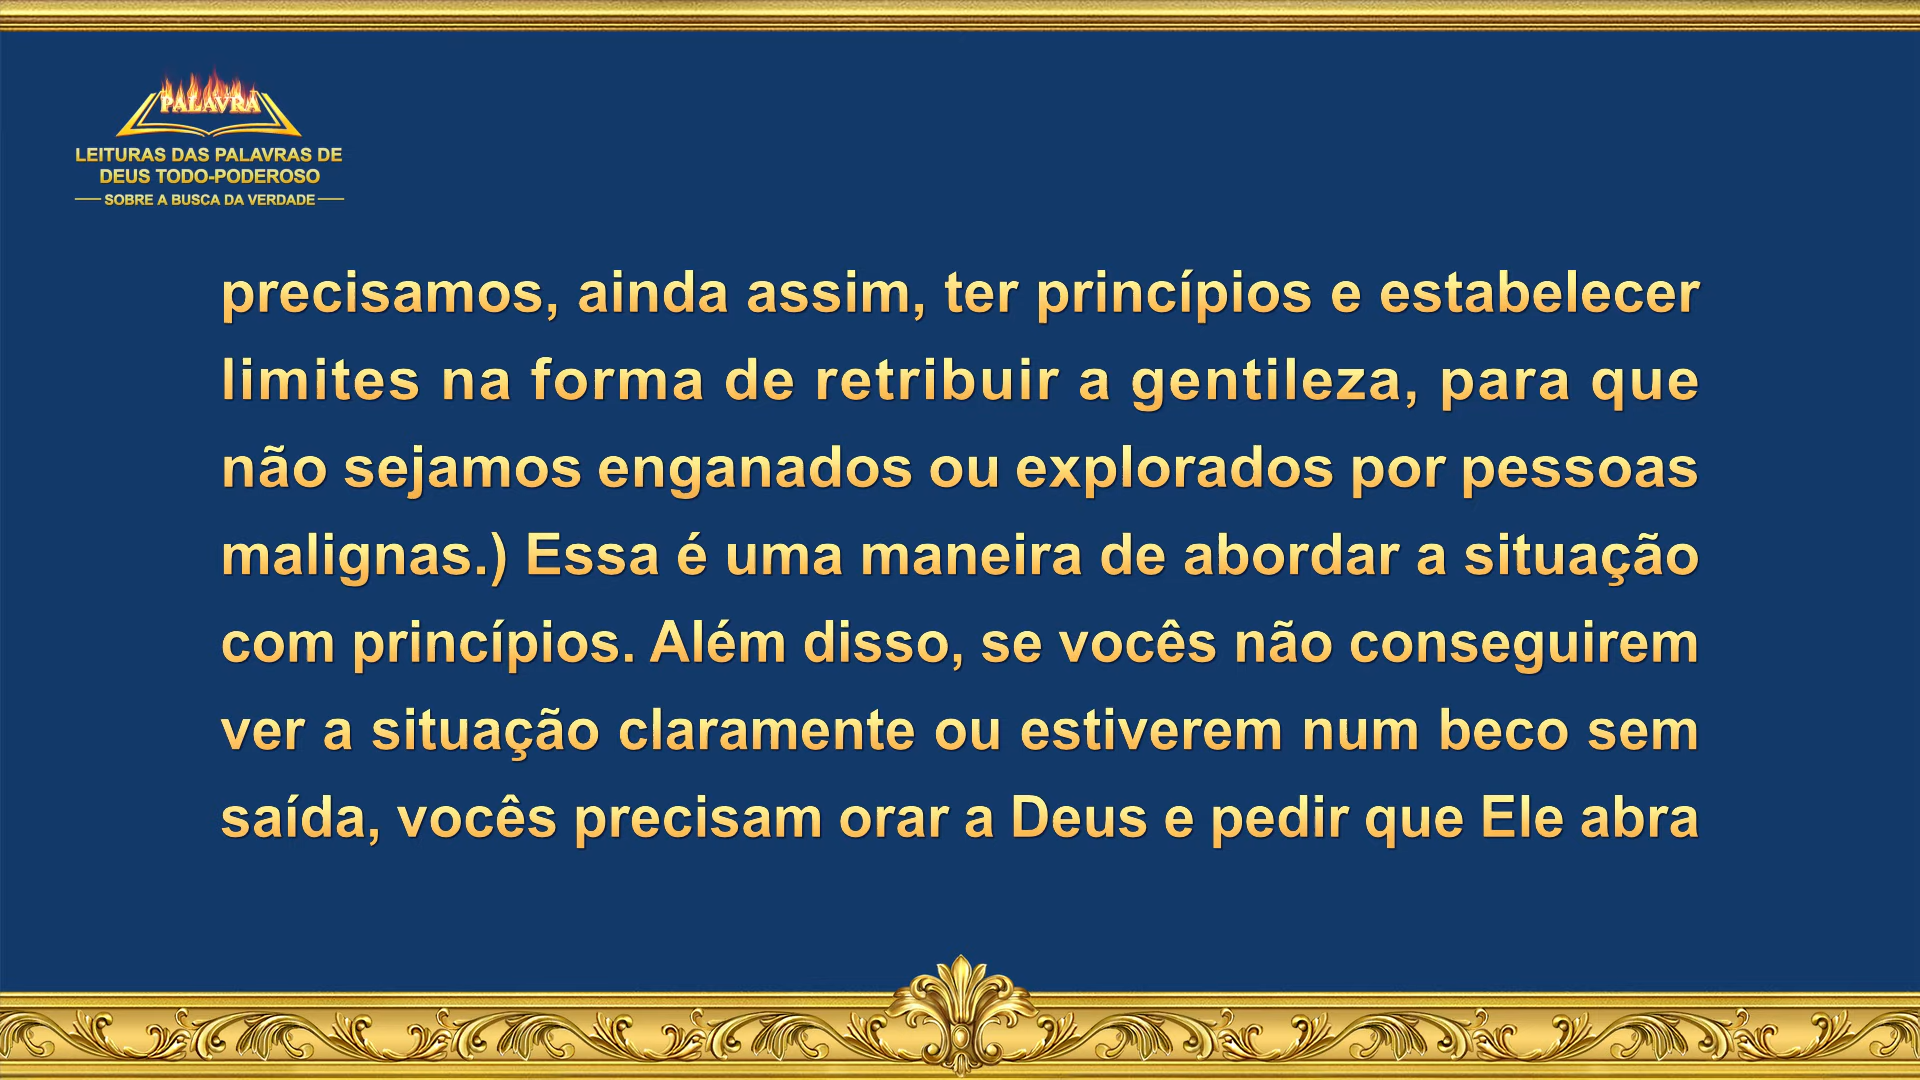 PALAVRA
LEITURAS DAS PALAVRAS DE
DEUS TODO-PODEROSO
SOBRE A BUSCA DA VERDADE
precisamos, ainda assim, ter princípios e estabelecer
limites na forma de retribuir a gentileza, para que
não sejamos enganados ou explorados por pessoas
malignas.) Essa é uma maneira de abordar a situação
com princípios. Além disso, se vocês não conseguirem
ver a situação claramente ou estiverem num beco sem
saída, vocês precisam orar a Deus e pedir que Ele abra